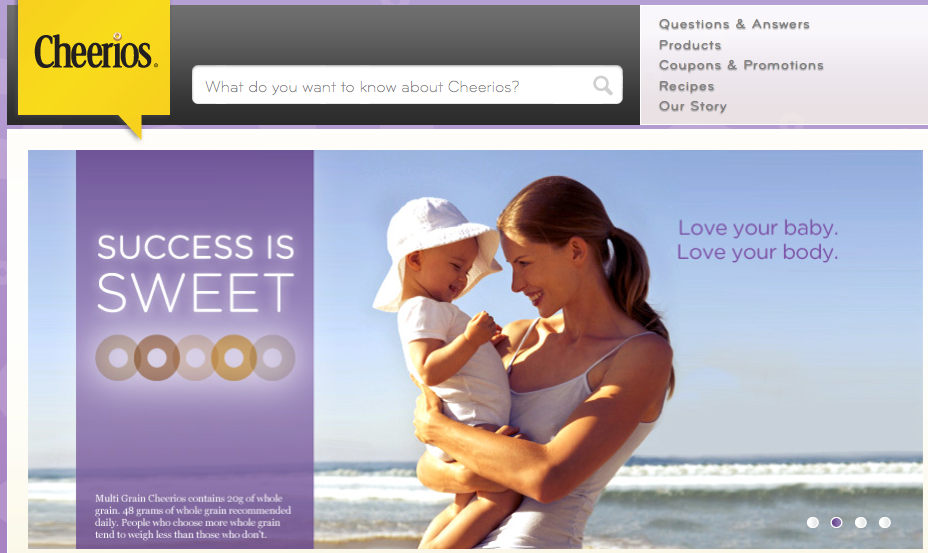 Cheerios
What do you want to know about Cheerios?
Questions & Answers
Products
Coupons & Promotions
Recipes
Our Story
SUCCESS IS
SWEET
Love your baby.
Love your body.
Multi Grain Cheerios contains 20g of whole
grain. 48 grams of whole grain recommended
daily. People who choose more whole grain
tend to weigh less than those who don't.